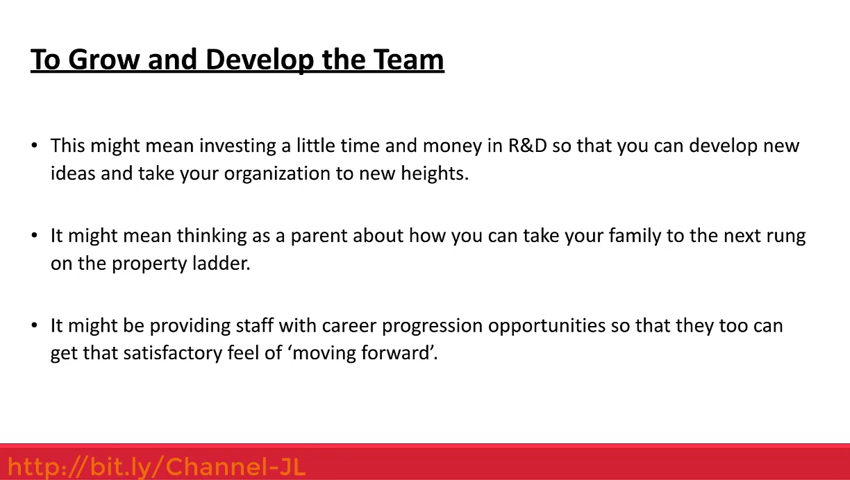 To Grow and Develop the Team
• This might mean investing a little time and money in R&D so that you can develop new
ideas and take your organization to new heights.
• It might mean thinking as a parent about how you can take your family to the next rung
on the property ladder.
• It might be providing staff with career progression opportunities so that they too can
get that satisfactory feel of ‘moving forward’.
http://bit.ly/Channel-JL